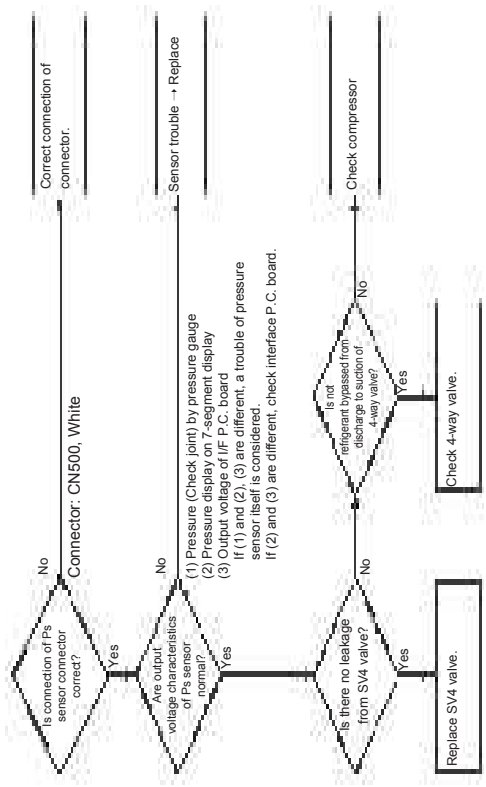 Is connection of Ps
sensor connector
correct?
No
Connector: CN500, White
Correct connection of
connector.
Yes
Are output
voltage characteristics
of Ps sensor
normal?
No
Sensor trouble → Replace
(1) Pressure (Check joint) by pressure gauge
(2) Pressure display on 7-segment display
(3) Output voltage of I/F P.C. board
If (1) and (2), (3) are different, a trouble of pressure
sensor itself is considered.
If (2) and (3) are different, check interface P.C. board.
Yes
Is there no leakage
from SV4 valve?
No
Is not
refrigerant bypassed from
discharge to suction of
4-way valve?
No
Check compressor
Yes
Replace SV4 valve.
Yes
Check 4-way valve.